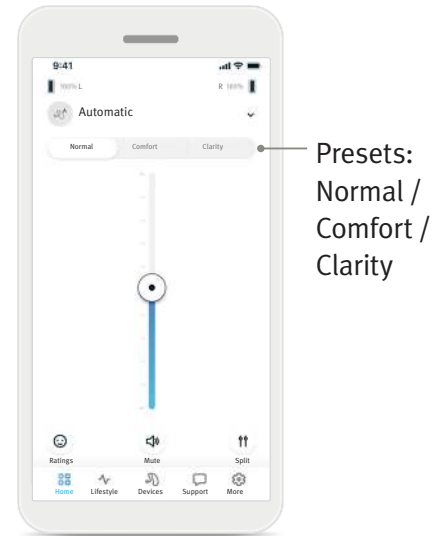 9:41
100% L
R 100%
Automatic
Normal Comfort Clarity
Presets:
Normal /
Comfort /
Clarity
Ratings Mute Split
Home Lifestyle Devices Support More